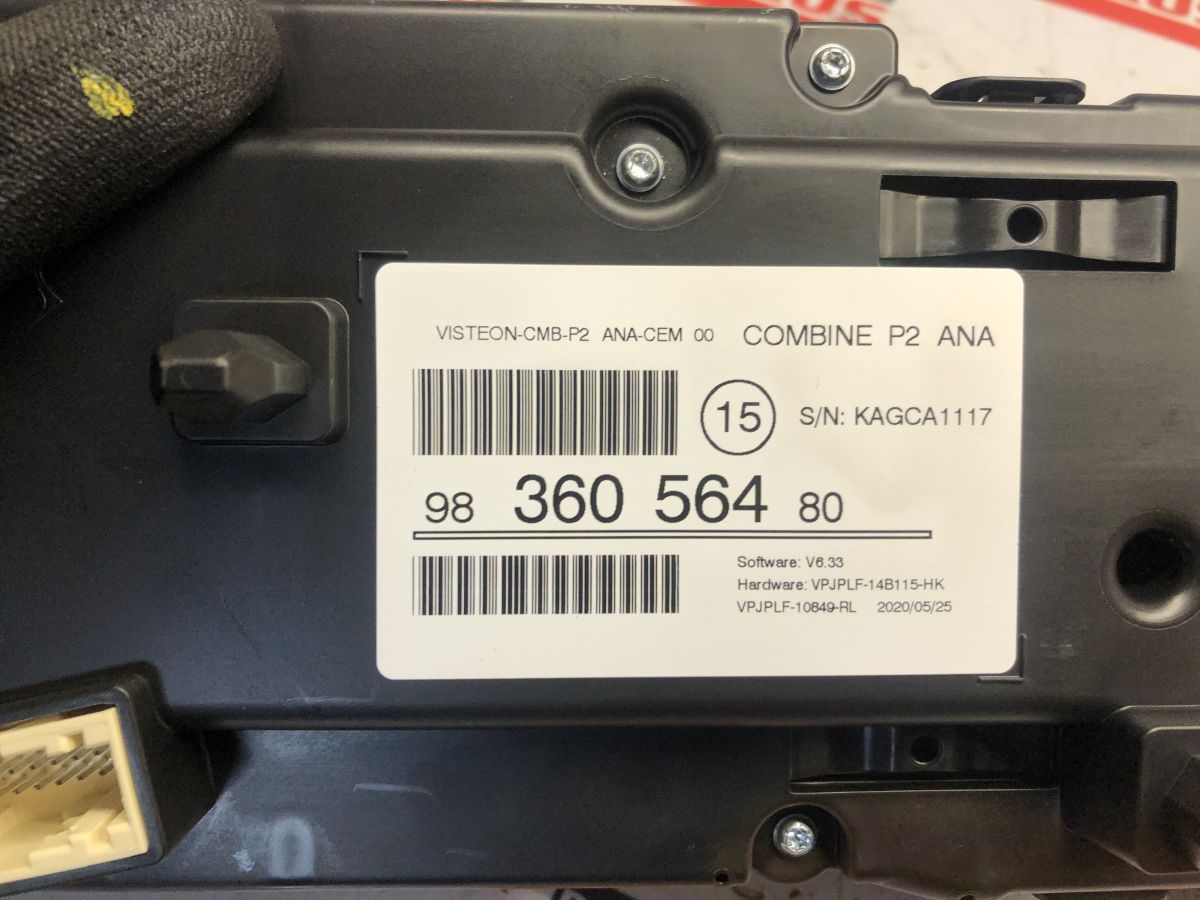 VISTEON-CMB-P2 ANA-CEM 00 COMBINE P2 ANA
15 S/N: KAGCA1117
98 360 564 80
Software: V6.33
Hardware: VPJPLF-14B115-HK
VPJPLF-10849-RL 2020/05/25